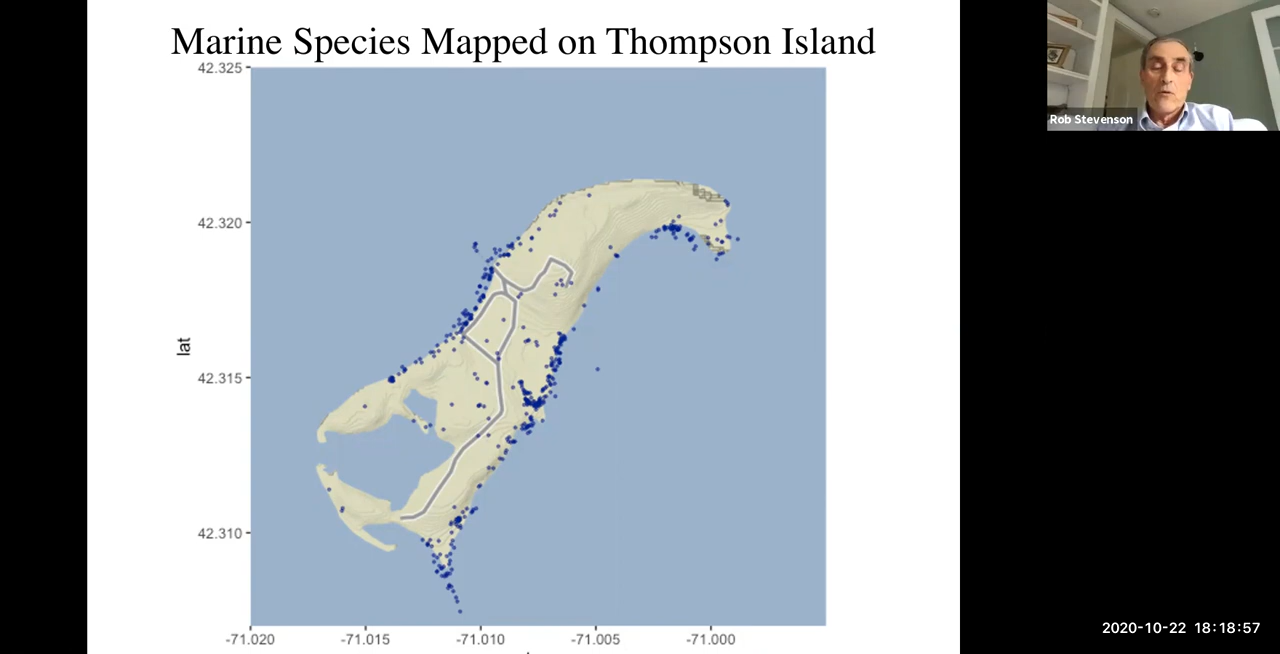 Marine Species Mapped on Thompson Island
42.325
42.320
lat
42.315
42.310
-71.020 -71.015 -71.010 -71.005 -71.000
Rob Stevenson
2020-10-22 18:18:57